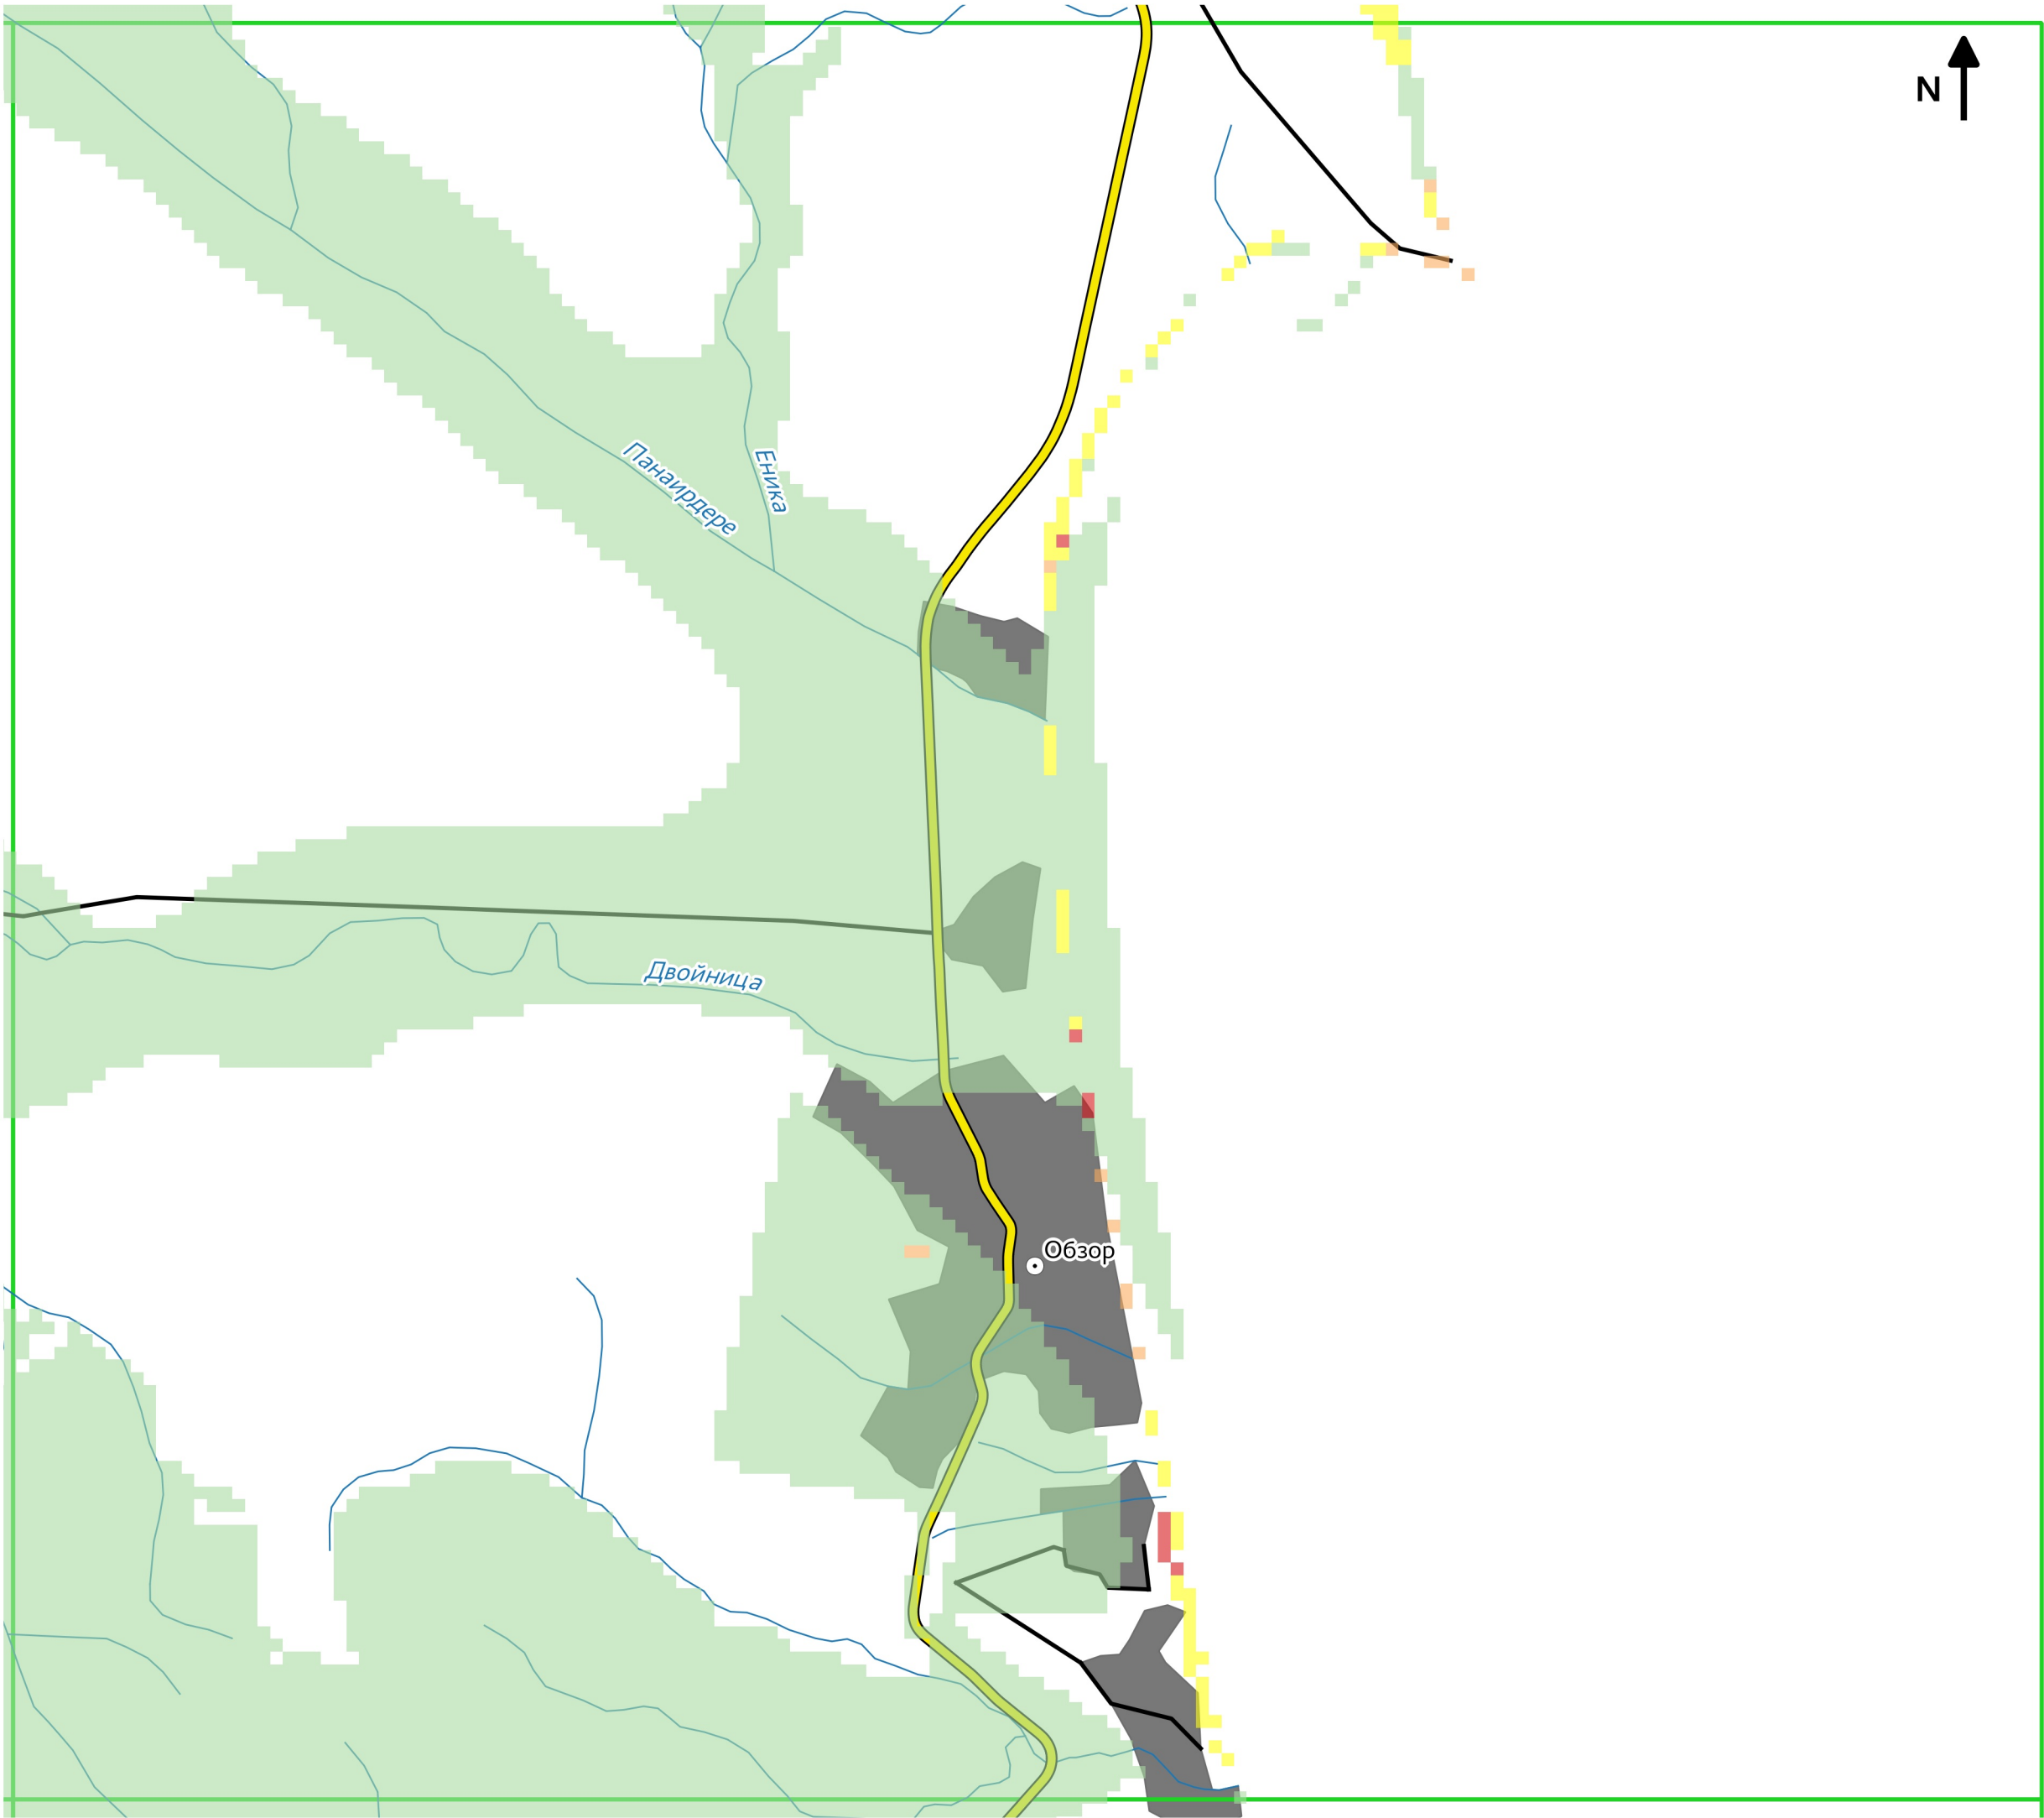 N
Панаирдере
Еника
Двойница
Обзор